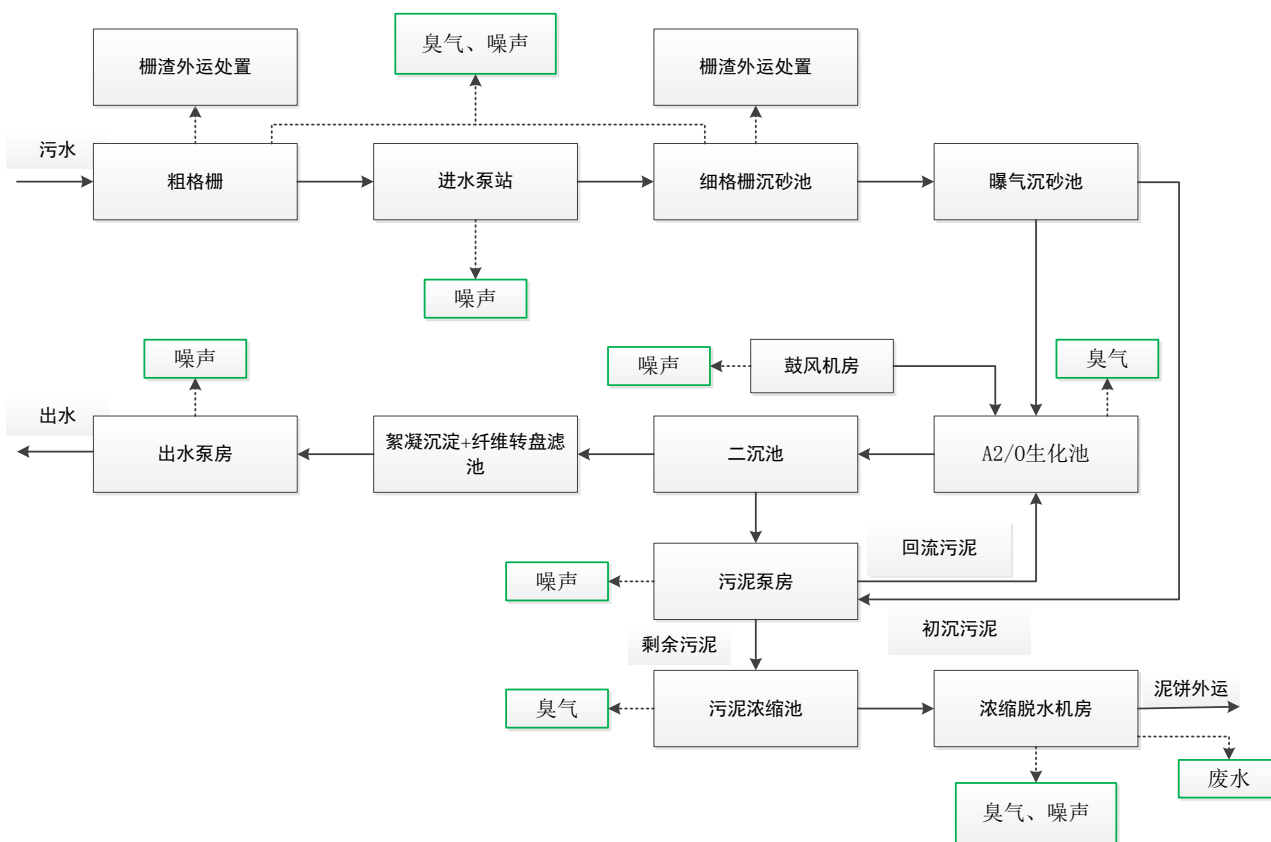 栅渣外运处置
臭气、噪声
栅渣外运处置
污水
粗格栅
进水泵站
细格栅沉砂池
曝气沉砂池
噪声
噪声
噪声
鼓风机房
臭气
出水
出水泵房
絮凝沉淀+纤维转盘滤
池
二沉池
A2/O生化池
回流污泥
噪声
污泥泵房
初沉污泥
剩余污泥
臭气
污泥浓缩池
浓缩脱水机房
泥饼外运
废水
臭气、噪声